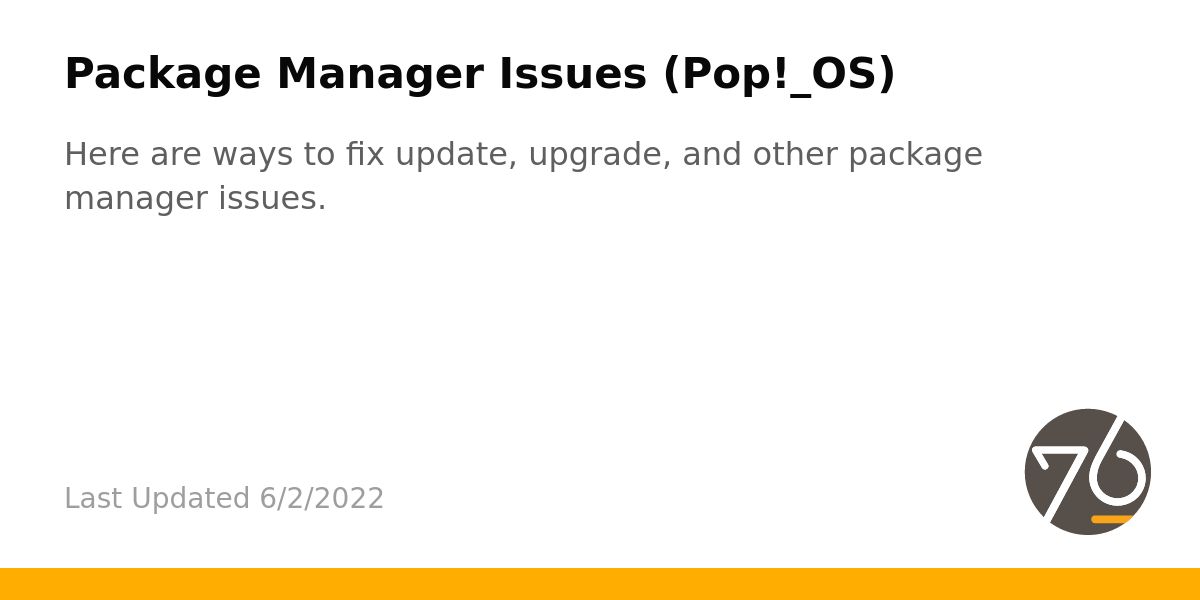 Package Manager Issues (Pop!_OS)
Here are ways to fix update, upgrade, and other package
manager issues.
Last Updated 6/2/2022
76